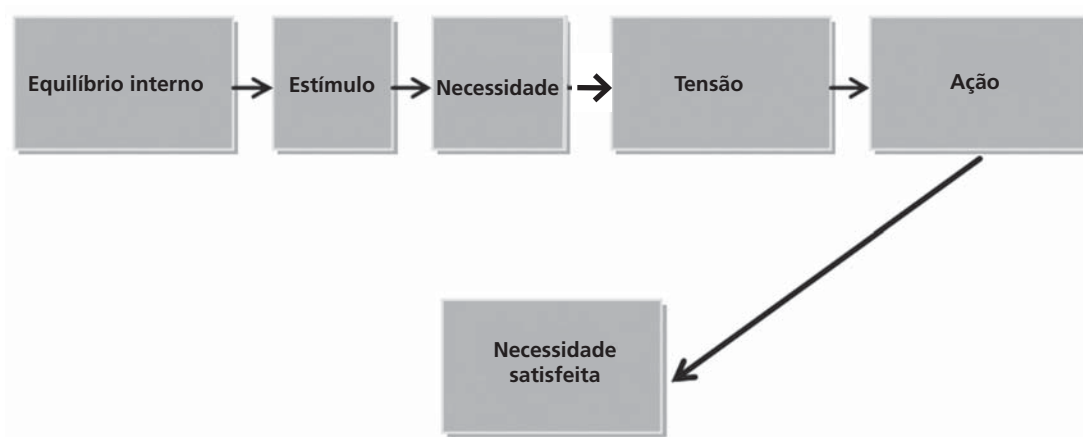 Equilíbrio interno
Estímulo
Necessidade
Tensão
Ação
Necessidade
satisfeita